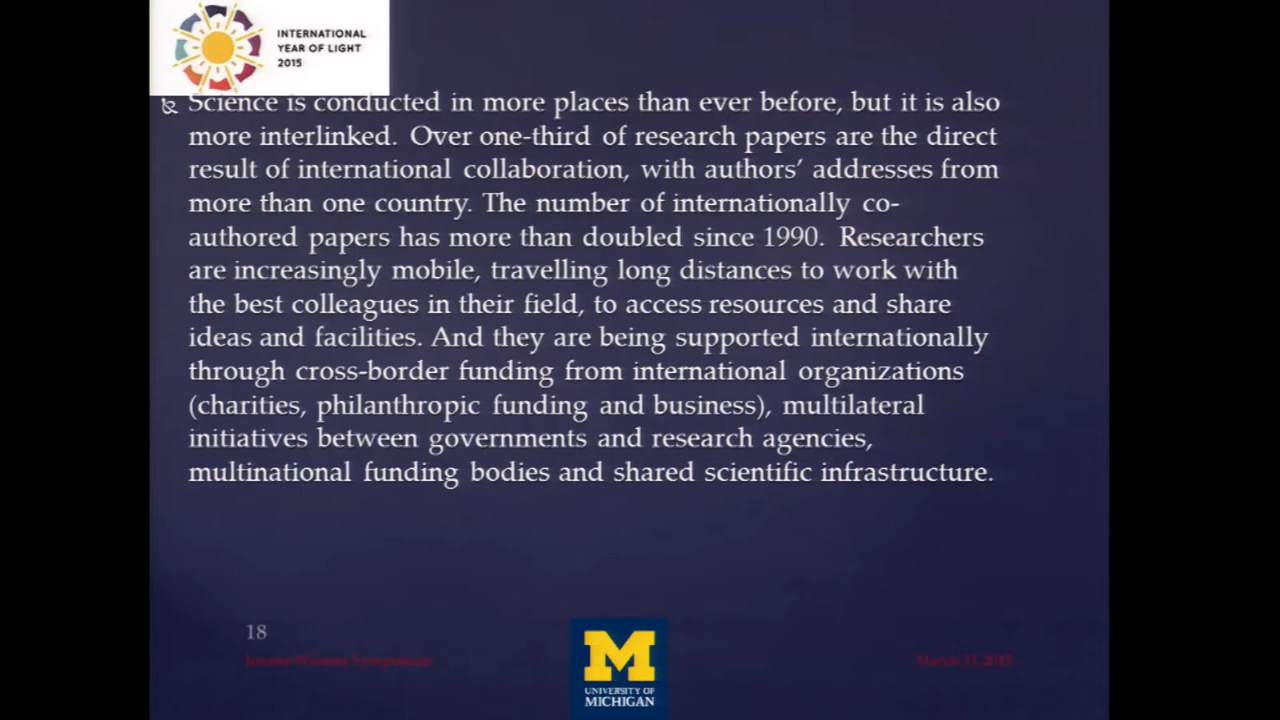 INTERNATIONAL
YEAR OF LIGHT
2015
Science is conducted in more places than ever before, but it is also
more interlinked. Over one-third of research papers are the direct
result of international collaboration, with authors’ addresses from
more than one country. The number of internationally co-
authored papers has more than doubled since 1990. Researchers
are increasingly mobile, travelling long distances to work with
the best colleagues in their field, to access resources and share
ideas and facilities. And they are being supported internationally
through cross-border funding from international organizations
(charities, philanthropic funding and business), multilateral
initiatives between governments and research agencies,
multinational funding bodies and shared scientific infrastructure.
18
Symposium
March 31, 2015
M
UNIVERSITY OF
MICHIGAN